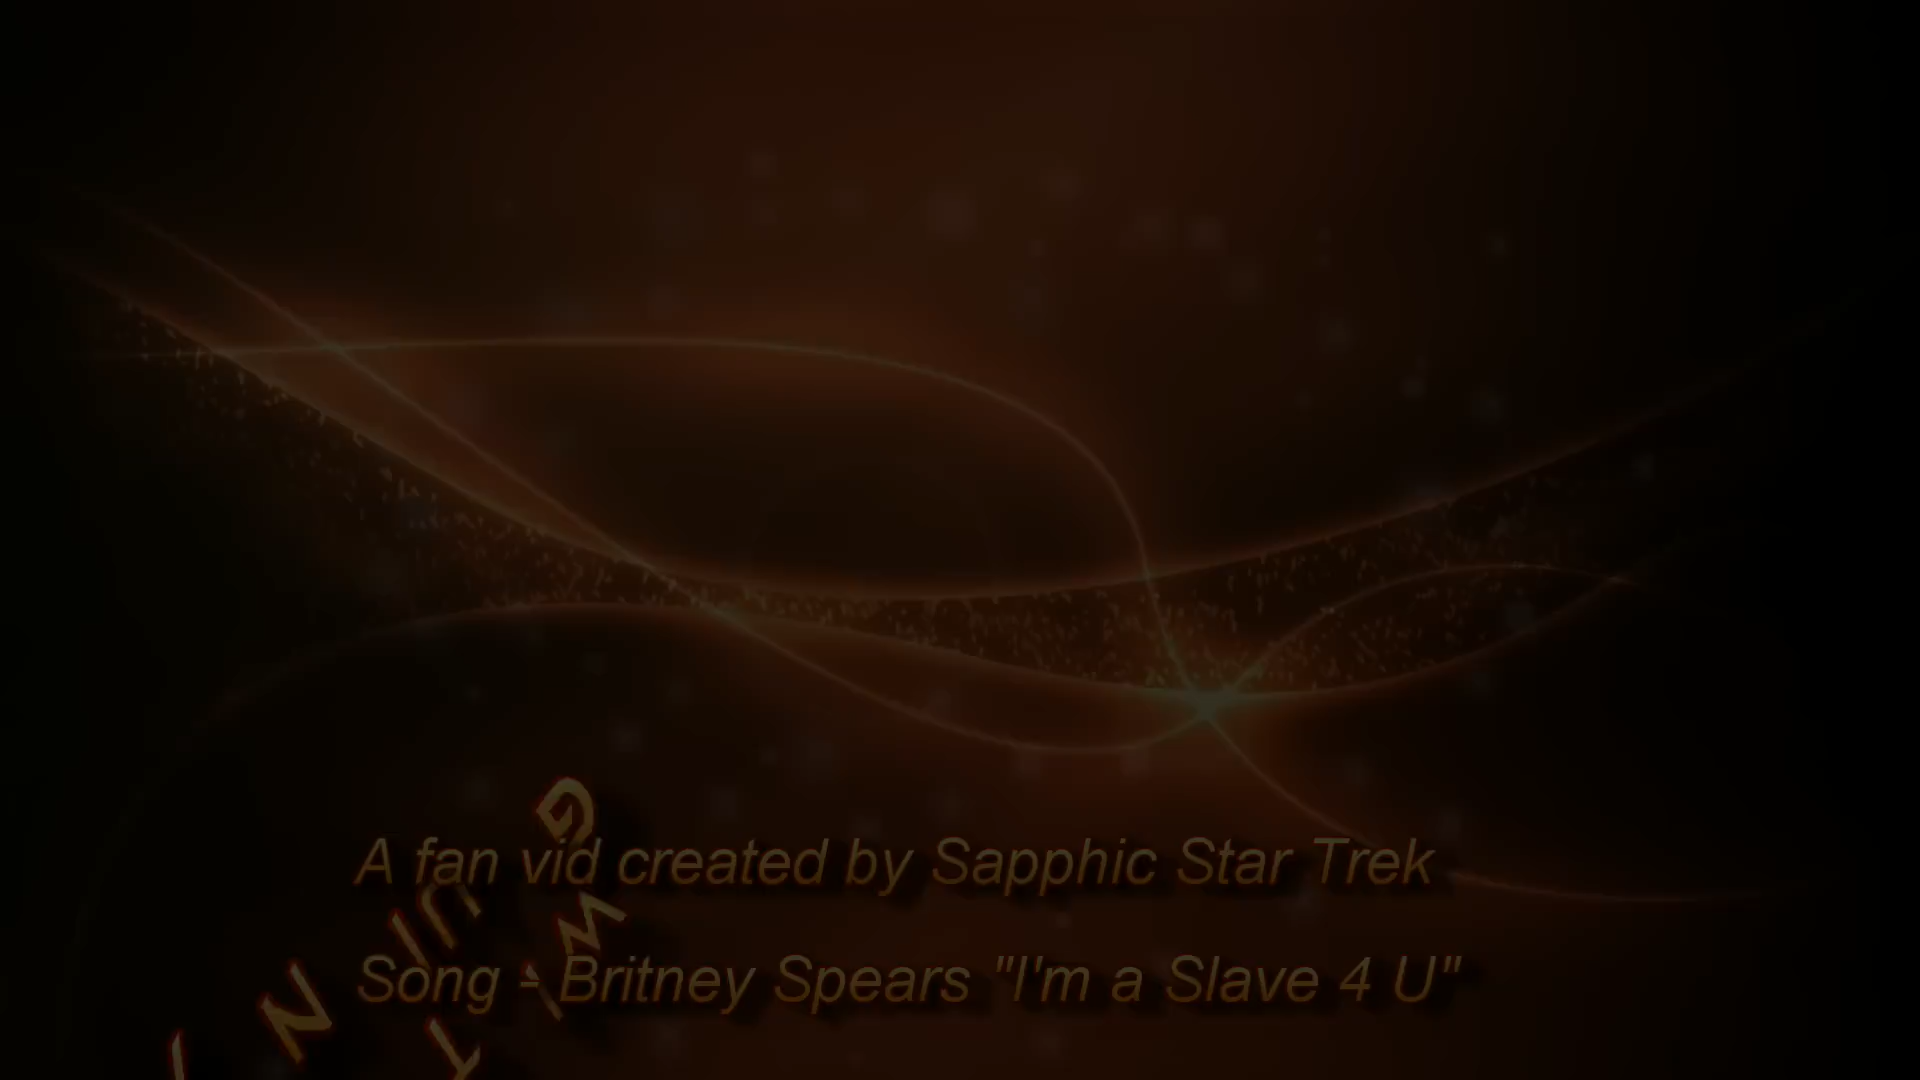 A fan vid created by Sapphic Star Trek
Song - Britney Spears "I'm a Slave 4 U"